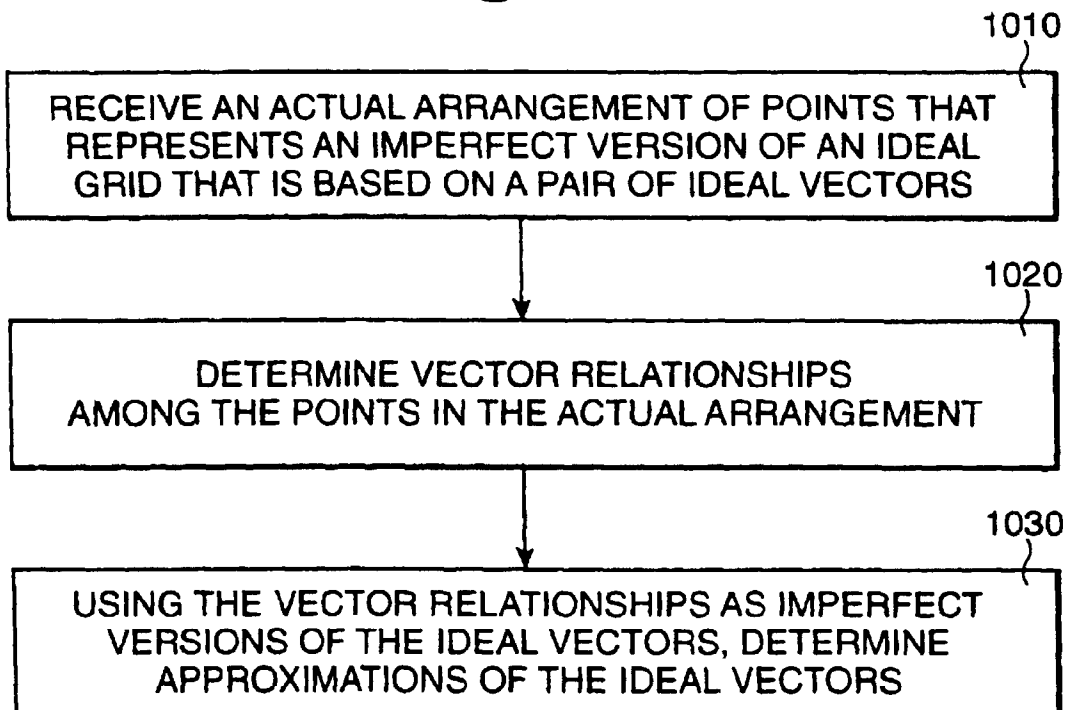 1010
RECEIVE AN ACTUAL ARRANGEMENT OF POINTS THAT
REPRESENTS AN IMPERFECT VERSION OF AN IDEAL
GRID THAT IS BASED ON A PAIR OF IDEAL VECTORS
1020
DETERMINE VECTOR RELATIONSHIPS
AMONG THE POINTS IN THE ACTUAL ARRANGEMENT
1030
USING THE VECTOR RELATIONSHIPS AS IMPERFECT
VERSIONS OF THE IDEAL VECTORS, DETERMINE
APPROXIMATIONS OF THE IDEAL VECTORS